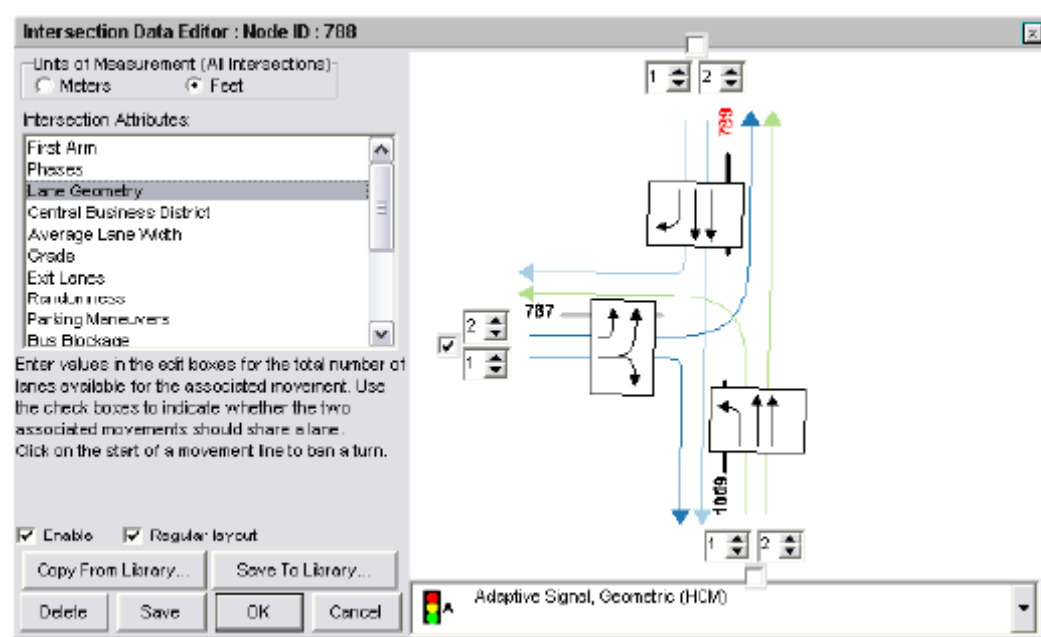 Intersection Data Editor : Node ID : 788
Units of Measurement (All Intersections)
Meters
Feet
Intersection Attributes:
First Arm
Phases
Lane Geometry
Central Business District
Average Lane Width
Grade
Exit Lanes
Randomness
Parking Maneuvers
Bus Blockage
Enter values in the edit boxes for the total number of
lanes available for the associated movement. Use
the check boxes to indicate whether the two
associated movements should share a lane.
Click on the start of a movement line to ban a turn.
Enable
Regular layout
Copy From Library...
Save To Library...
Delete
Save
OK
Cancel
1
2
789
787
2
1
1009
1
2
A
Adaptive Signal, Geometric (HCM)